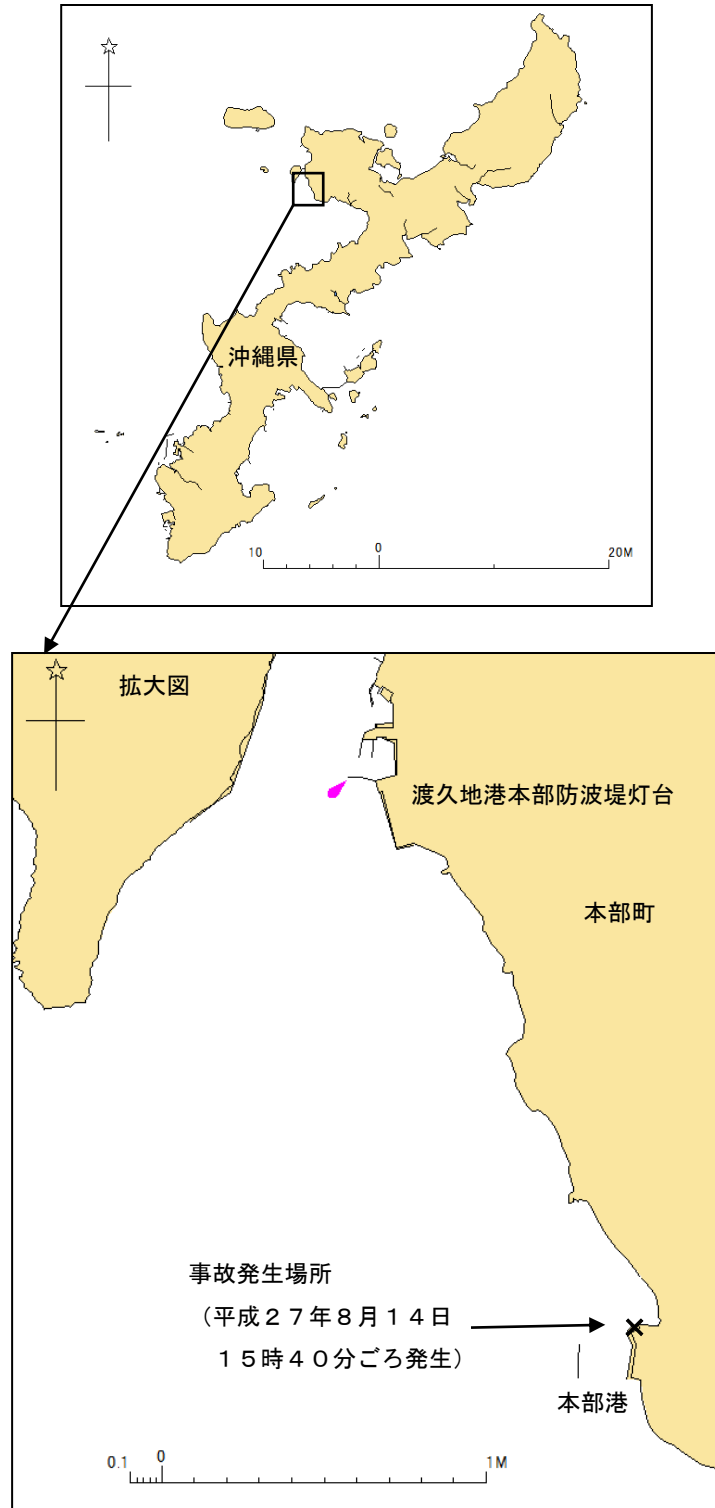 沖縄県
10 0 20M
拡大図
渡久地港本部防波堤灯台
本部町
事故発生場所
（平成２７年８月１４日
１５時４０分ごろ発生）
本部港
0.1 0 1M